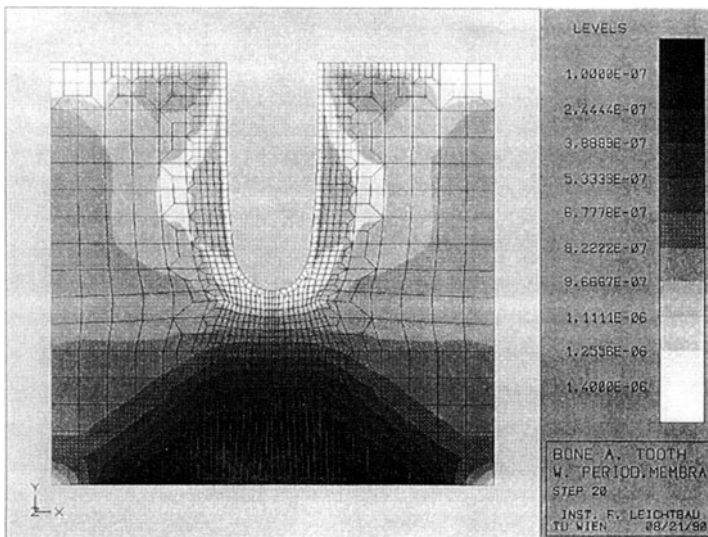 LEVELS
1.0000E-07
2.4444E-07
3.8889E-07
5.3333E-07
6.7778E-07
8.2222E-07
9.6667E-07
1.1111E-06
1.2556E-06
1.4000E-06
BONE A. TOOTH
W. PERIOD.MEMBRA
STEP 20
INST. F. LEICHTBAU
TU WIEN 08/21/90
Y
Z X